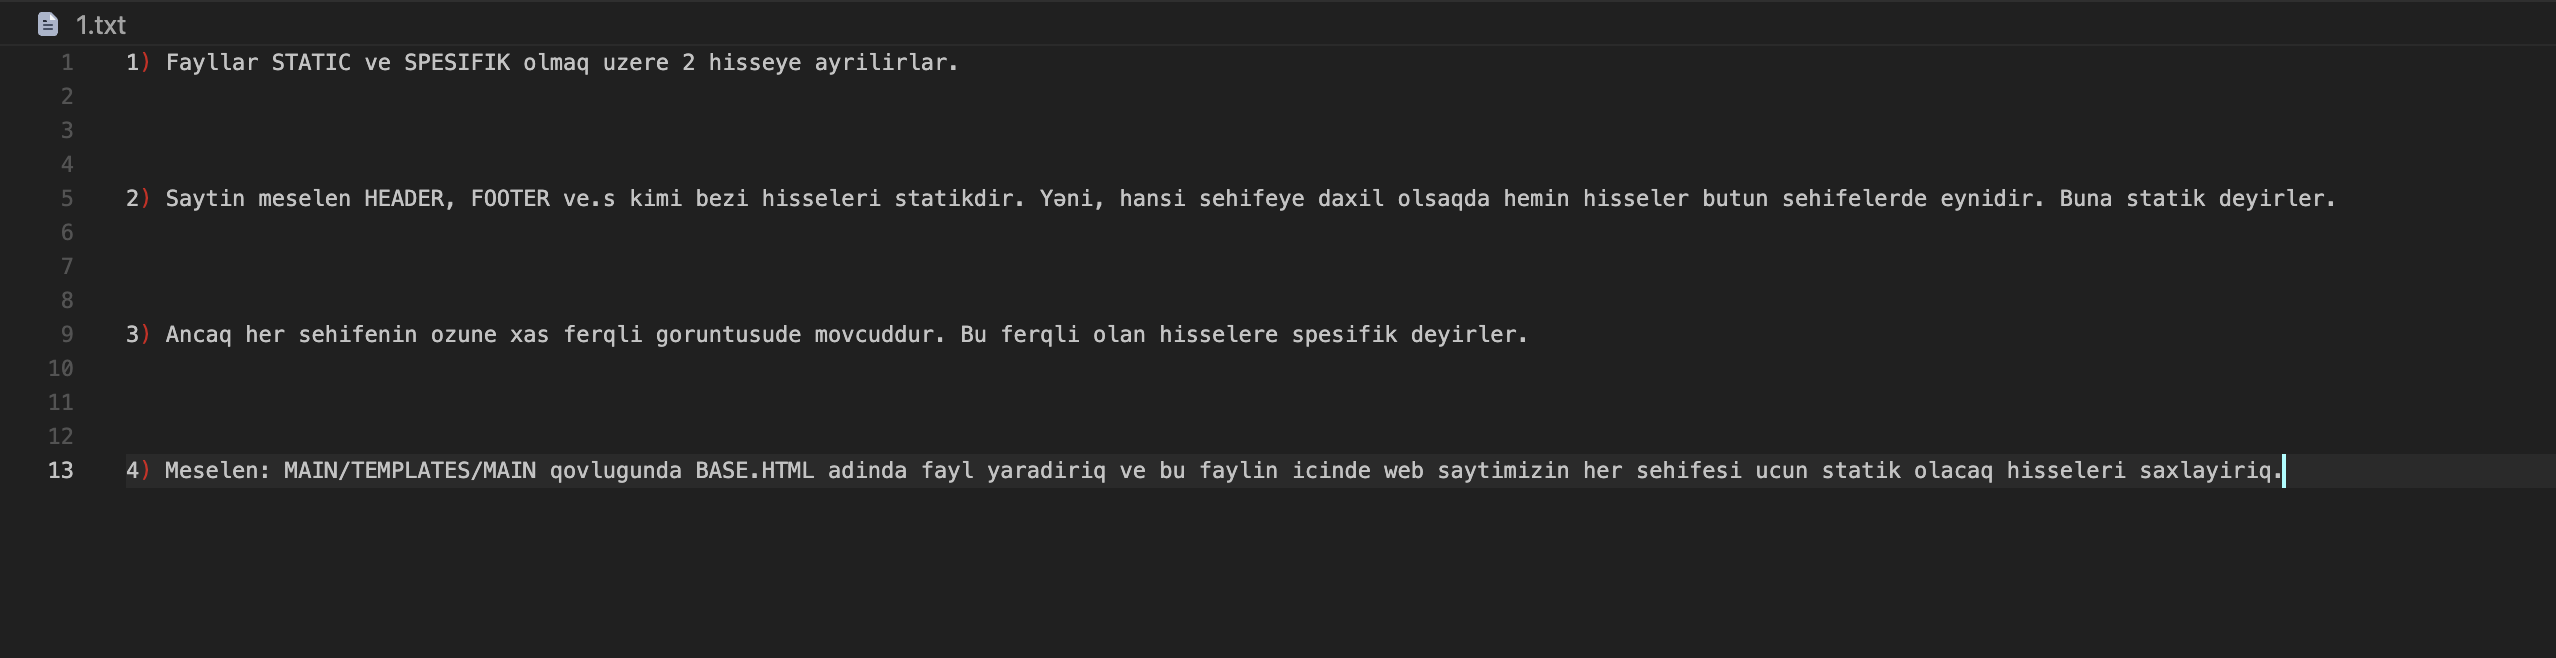 1.txt
1 1) Fayllar STATIC ve SPESIFIK olmaq uzere 2 hisseye ayrilirlar.
2
3
4
5 2) Saytin meselen HEADER, FOOTER ve.s kimi bezi hisseleri statikdir. Yəni, hansi sehifeye daxil olsaqda hemin hisseler butun sehifelerde eynidir. Buna statik deyirler.
6
7
8
9 3) Ancaq her sehifenin ozune xas ferqli goruntusude movcuddur. Bu ferqli olan hisselere spesifik deyirler.
10
11
12
13 4) Meselen: MAIN/TEMPLATES/MAIN qovlugunda BASE.HTML adinda fayl yaradiriq ve bu faylin icinde web saytimizin her sehifesi ucun statik olacaq hisseleri saxlayiriq.